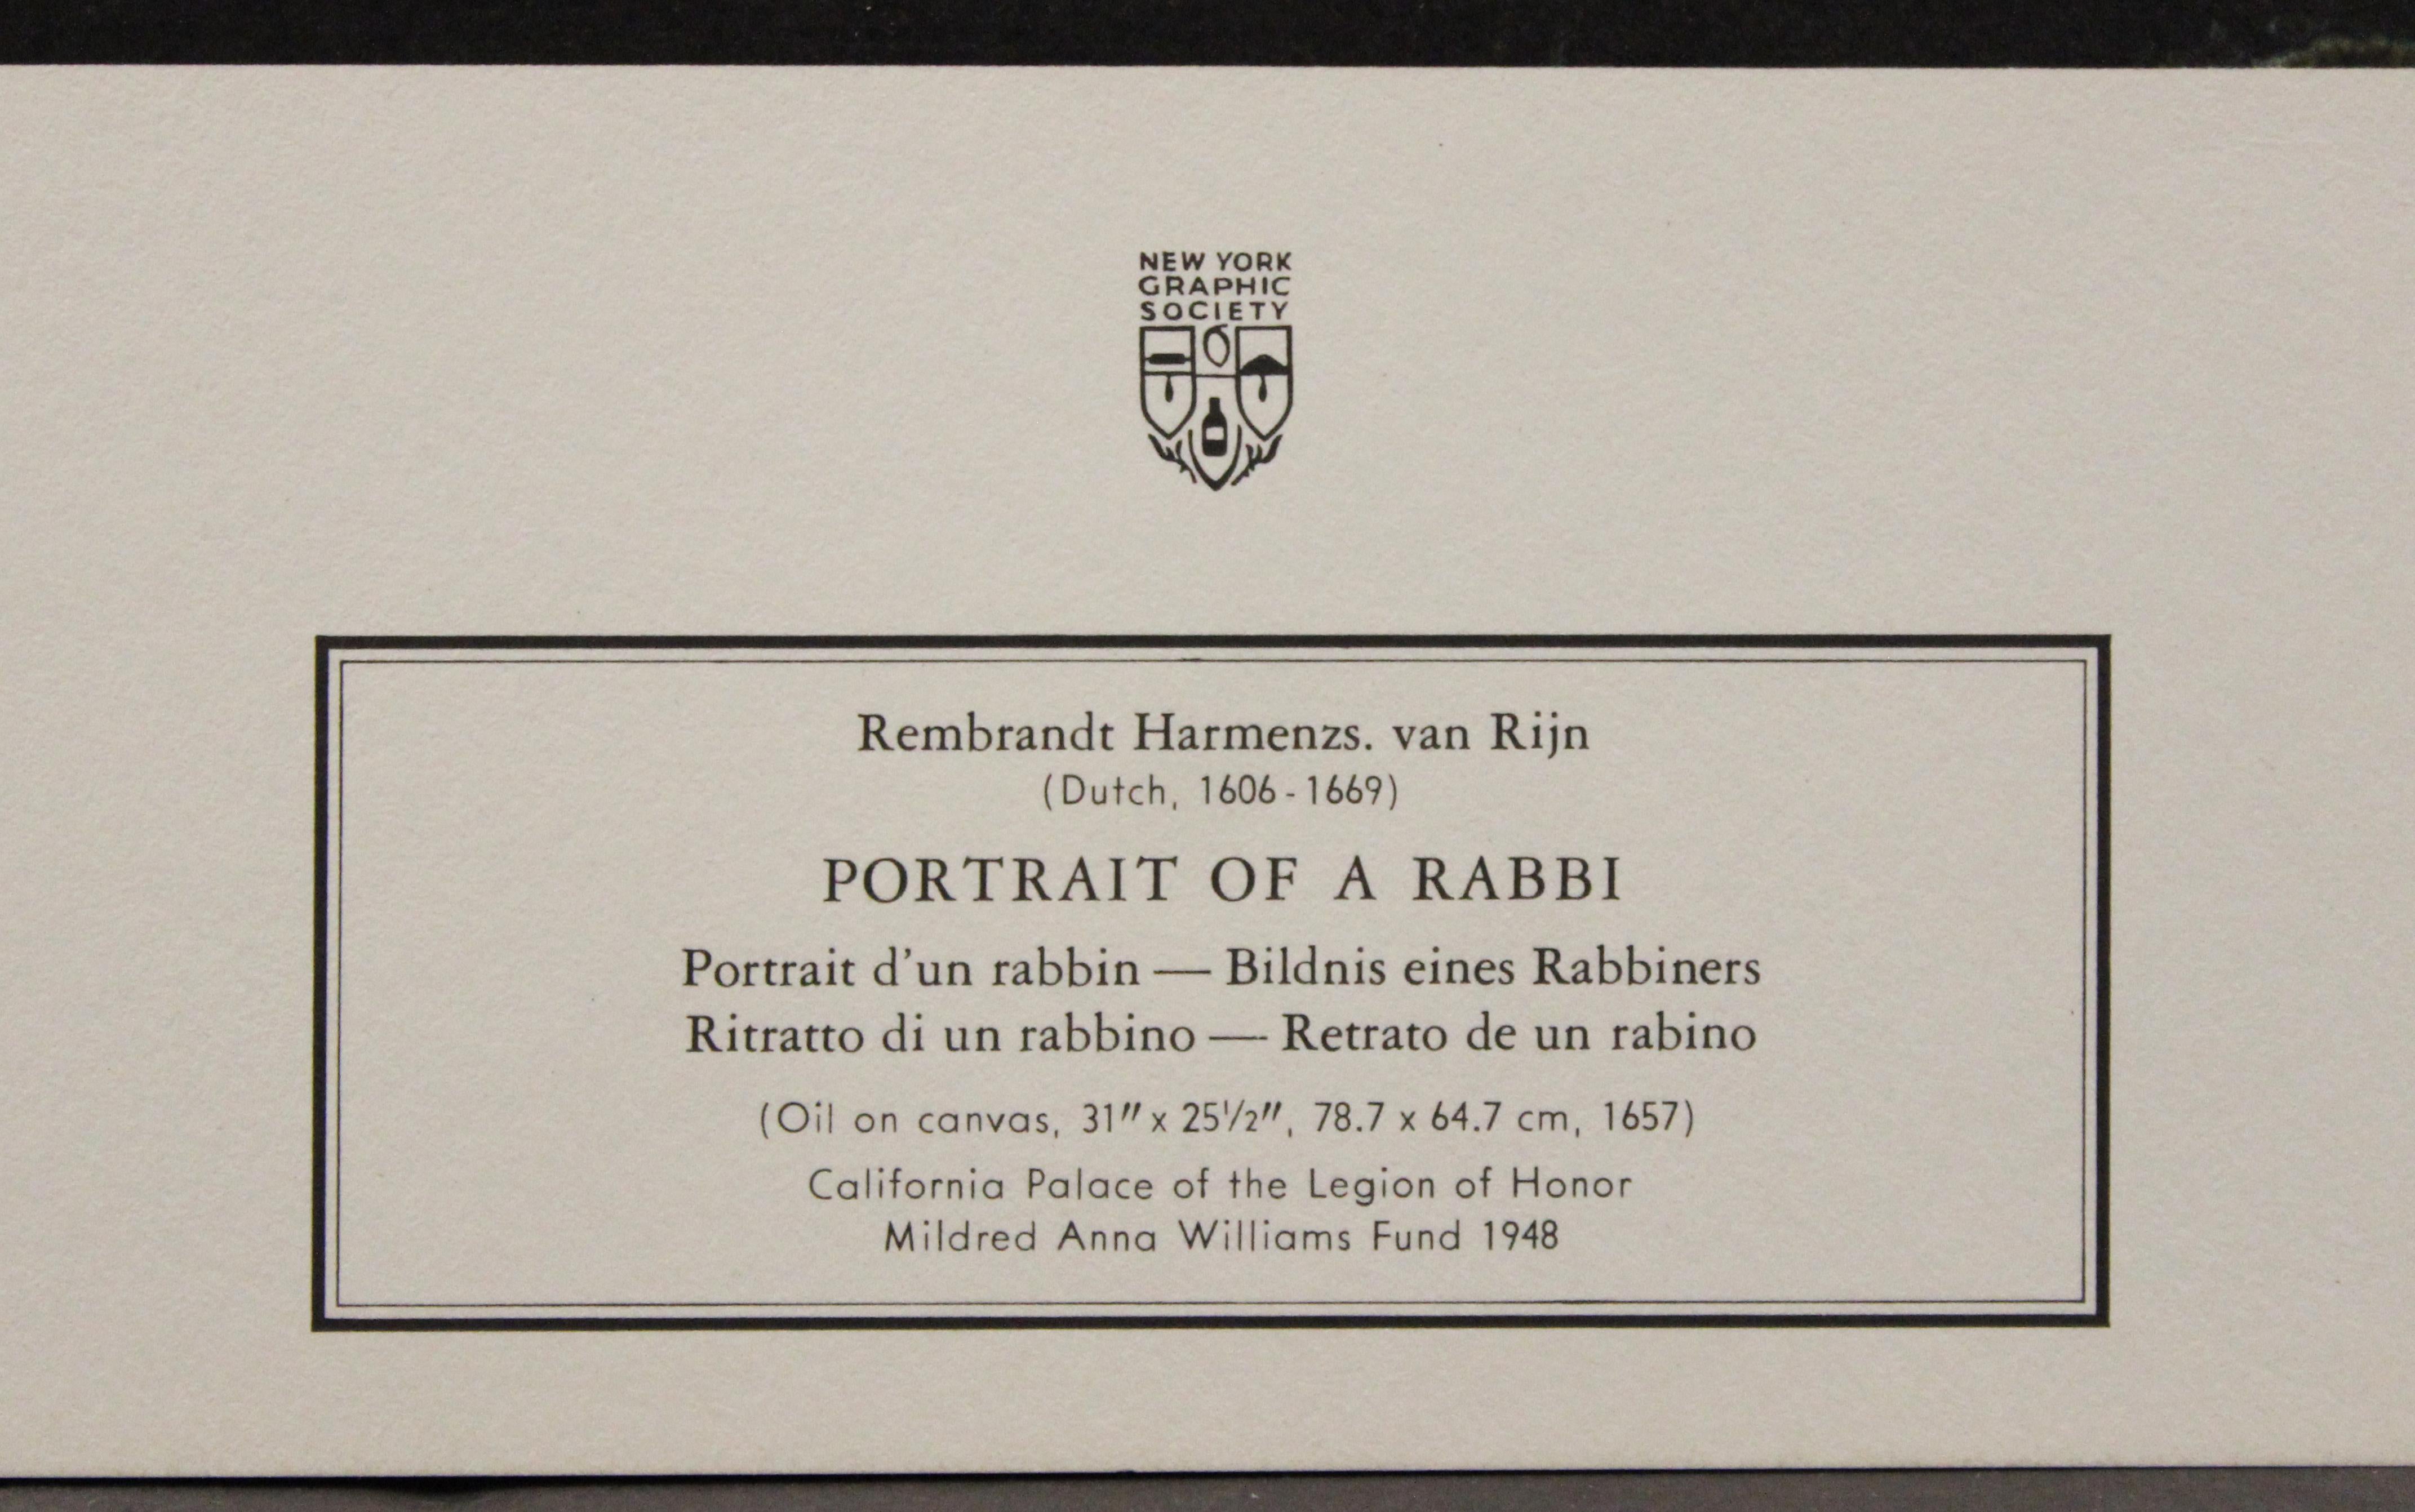 NEW YORK
GRAPHIC
SOCIETY
Rembrandt Harmenzs. van Rijn
(Dutch, 1606-1669)
PORTRAIT OF A RABBI
Portrait d'un rabbin — Bildnis eines Rabbiners
Ritratto di un rabbino — Retrato de un rabino
(Oil on canvas, 31″ x 25½″, 78.7 x 64.7 cm, 1657)
California Palace of the Legion of Honor
Mildred Anna Williams Fund 1948